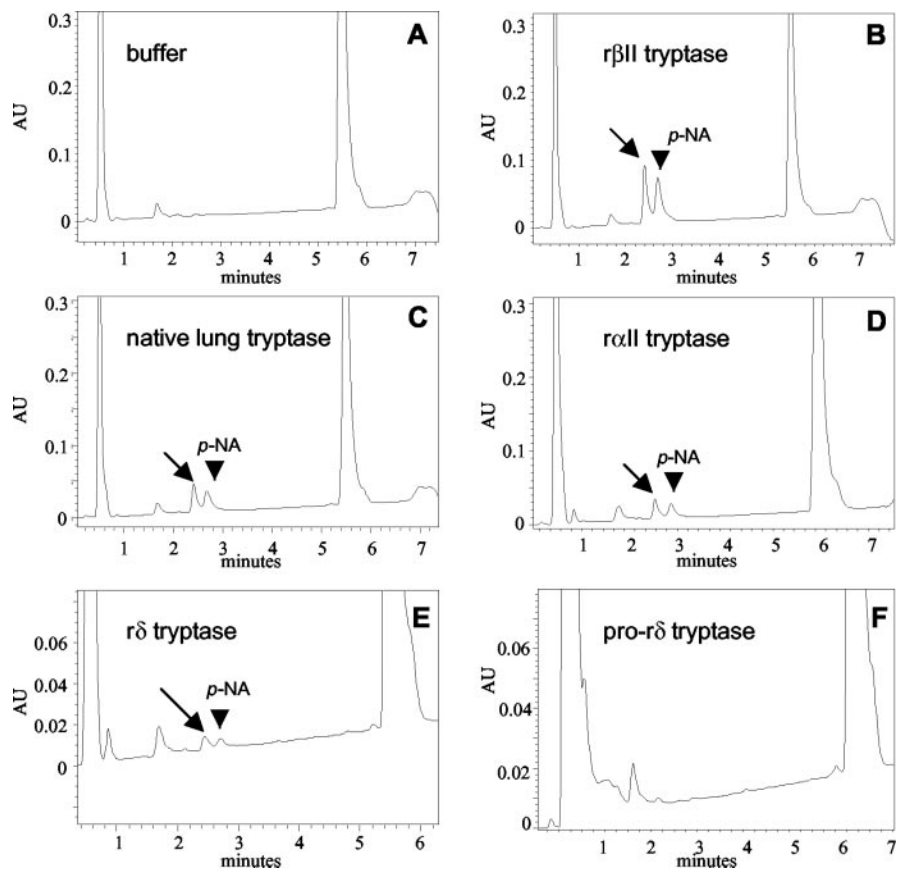 A
buffer
0.3
0.2
0.1
0
AU
1 2 3 4 5 6 7
minutes
B
rβII tryptase
p-NA
0.3
0.2
0.1
0
AU
1 2 3 4 5 6 7
minutes
C
native lung tryptase
p-NA
0.3
0.2
0.1
0
AU
1 2 3 4 5 6 7
minutes
D
rαII tryptase
p-NA
0.3
0.2
0.1
0
AU
1 2 3 4 5 6 7
minutes
E
rδ tryptase
p-NA
0.06
0.04
0.02
0
AU
1 2 3 4 5 6
minutes
F
pro-rδ tryptase
0.06
0.04
0.02
0
AU
1 2 3 4 5 6 7
minutes